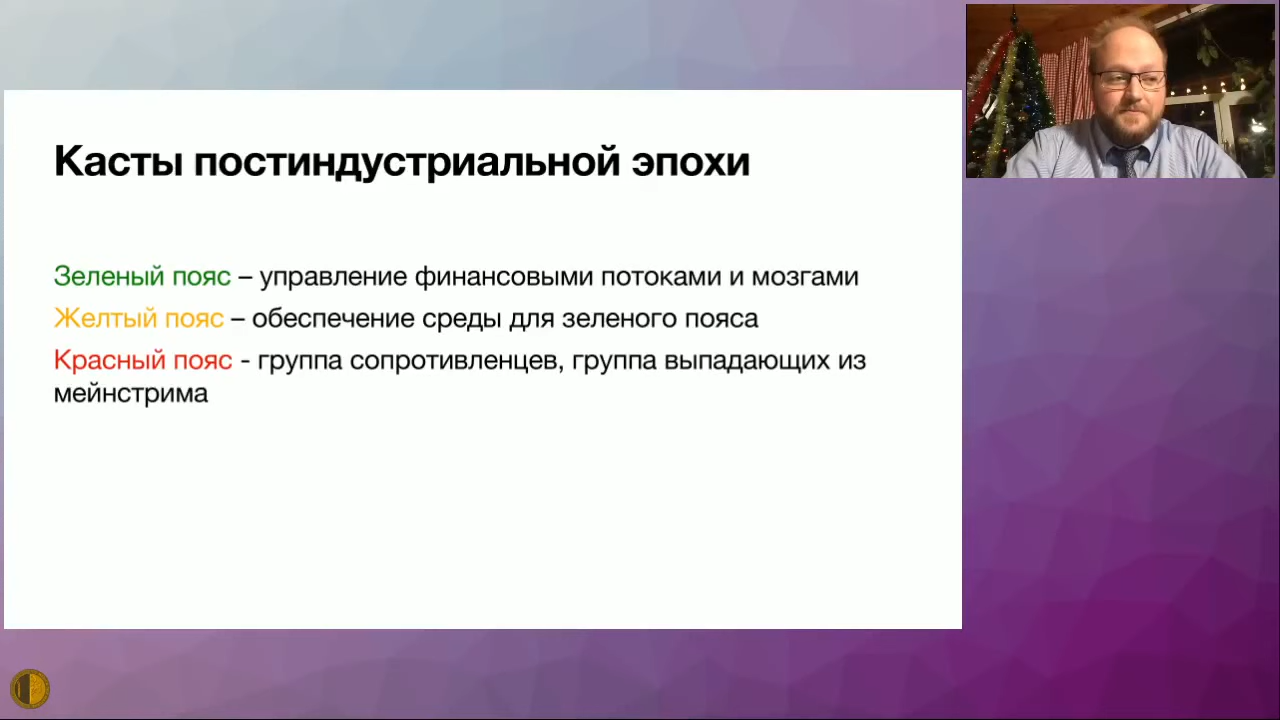 Касты постиндустриальной эпохи
Зеленый пояс – управление финансовыми потоками и мозгами
Желтый пояс – обеспечение среды для зеленого пояса
Красный пояс - группа сопротивленцев, группа выпадающих из
мейнстрима